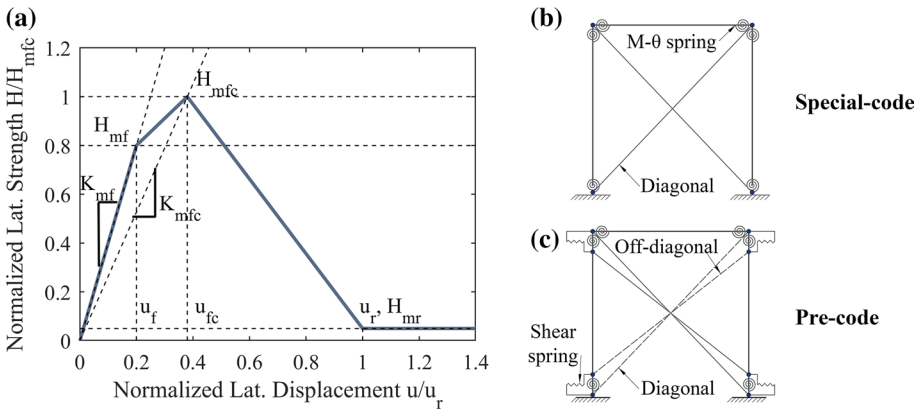 (a)
Normalized Lat. Strength H/H_mfc
1.2
1
0.8
0.6
0.4
0.2
0
H_mfc
H_mf
K_mf
K_mfc
u_f
u_fc
u_r, H_mr
0 0.2 0.4 0.6 0.8 1 1.2 1.4
Normalized Lat. Displacement u/u_r
(b)
M-θ spring
Diagonal
Special-code
(c)
Off-diagonal
Shear
spring
Diagonal
Pre-code